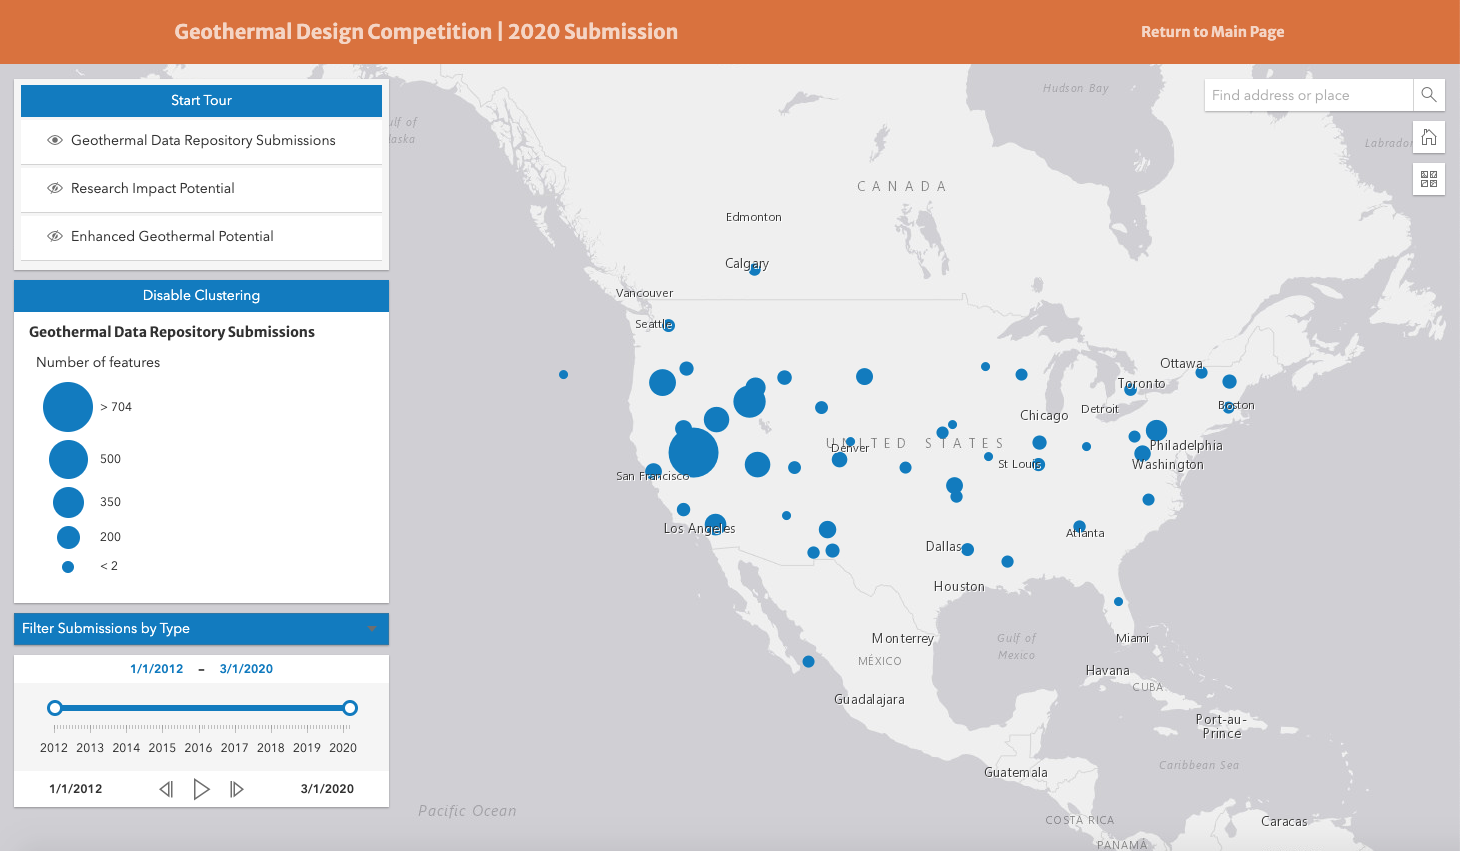 Geothermal Design Competition | 2020 Submission
Return to Main Page
Start Tour
Geothermal Data Repository Submissions
Research Impact Potential
Enhanced Geothermal Potential
Disable Clustering
Geothermal Data Repository Submissions
Number of features
> 704
500
350
200
< 2
Filter Submissions by Type
1/1/2012 – 3/1/2020
2012 2013 2014 2015 2016 2017 2018 2019 2020
1/1/2012
3/1/2020
Find address or place
Hudson Bay
ulf of
laska
Labrador
CANADA
Edmonton
Calgary
Vancouver
Seattle
Ottawa
Toronto
Boston
Chicago
Detroit
UNITED STATES
Denver
Philadelphia
St Louis
Washington
San Francisco
Los Angeles
Atlanta
Dallas
Houston
Monterrey
Gulf of
Mexico
Miami
MÉXICO
Havana
CUBA
Guadalajara
Port-au-
Prince
Caribbean Sea
Guatemala
Pacific Ocean
COSTA RICA
Caracas
PANAMÁ